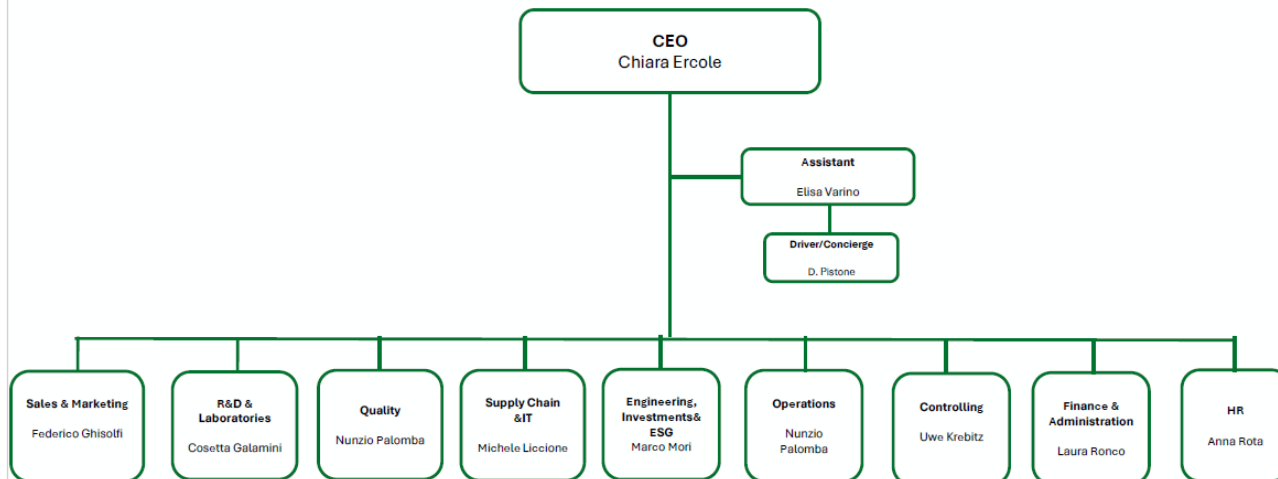 CEO
Chiara Ercole
Assistant
Elisa Varino
Driver/Concierge
D. Pistone
Sales & Marketing
Federico Ghisolfi
R&D &
Laboratories
Cosetta Galamini
Quality
Nunzio Palomba
Supply Chain
&IT
Michele Liccione
Engineering,
Investments&
ESG
Marco Mori
Operations
Nunzio
Palomba
Controlling
Uwe Krebitz
Finance &
Administration
Laura Ronco
HR
Anna Rota